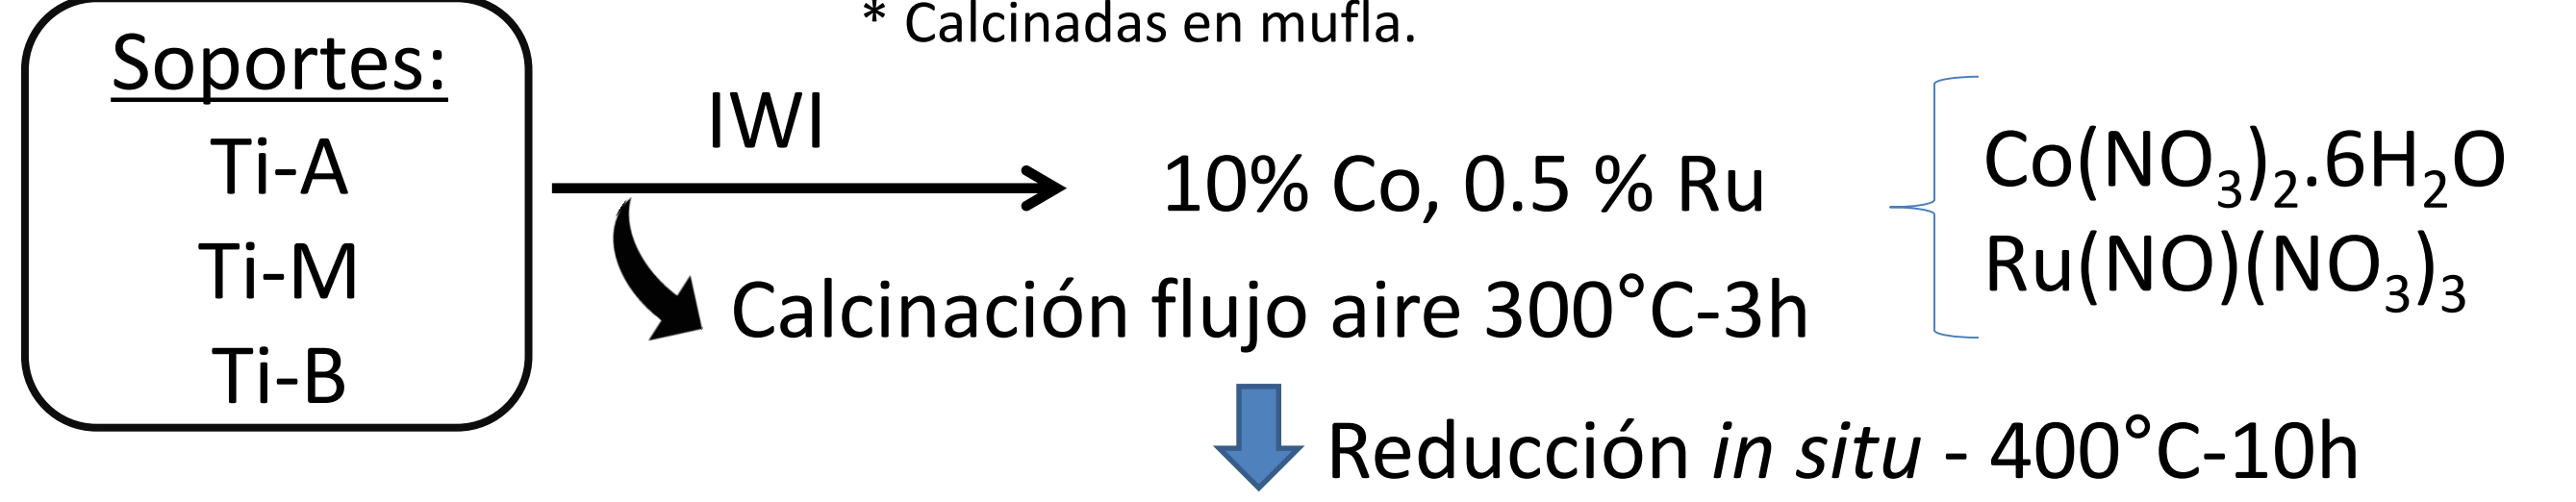 * Calcinadas en mufla.
Soportes:
Ti-A
Ti-M
Ti-B
IWI
10% Co, 0.5 % Ru
Co(NO₃)₂.6H₂O
Ru(NO)(NO₃)₃
Calcinación flujo aire 300°C-3h
Reducción in situ - 400°C-10h